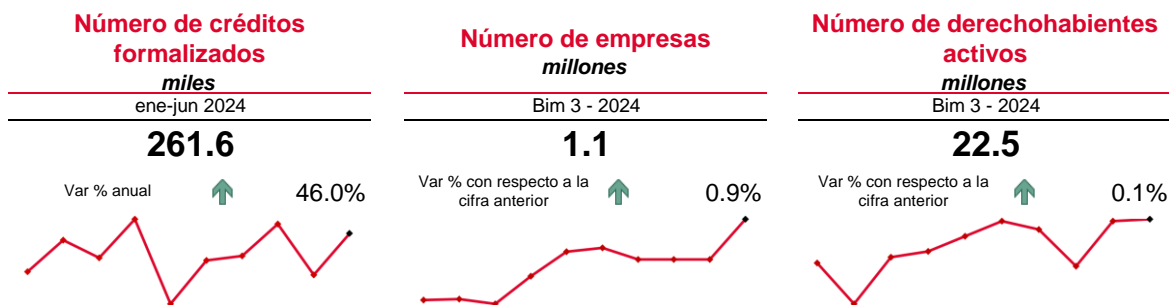 Número de créditos
formalizados
miles
ene-jun 2024
261.6
Var % anual
46.0%
Número de empresas
millones
Bim 3 - 2024
1.1
Var % con respecto a la
cifra anterior
0.9%
Número de derechohabientes
activos
millones
Bim 3 - 2024
22.5
Var % con respecto a la
cifra anterior
0.1%